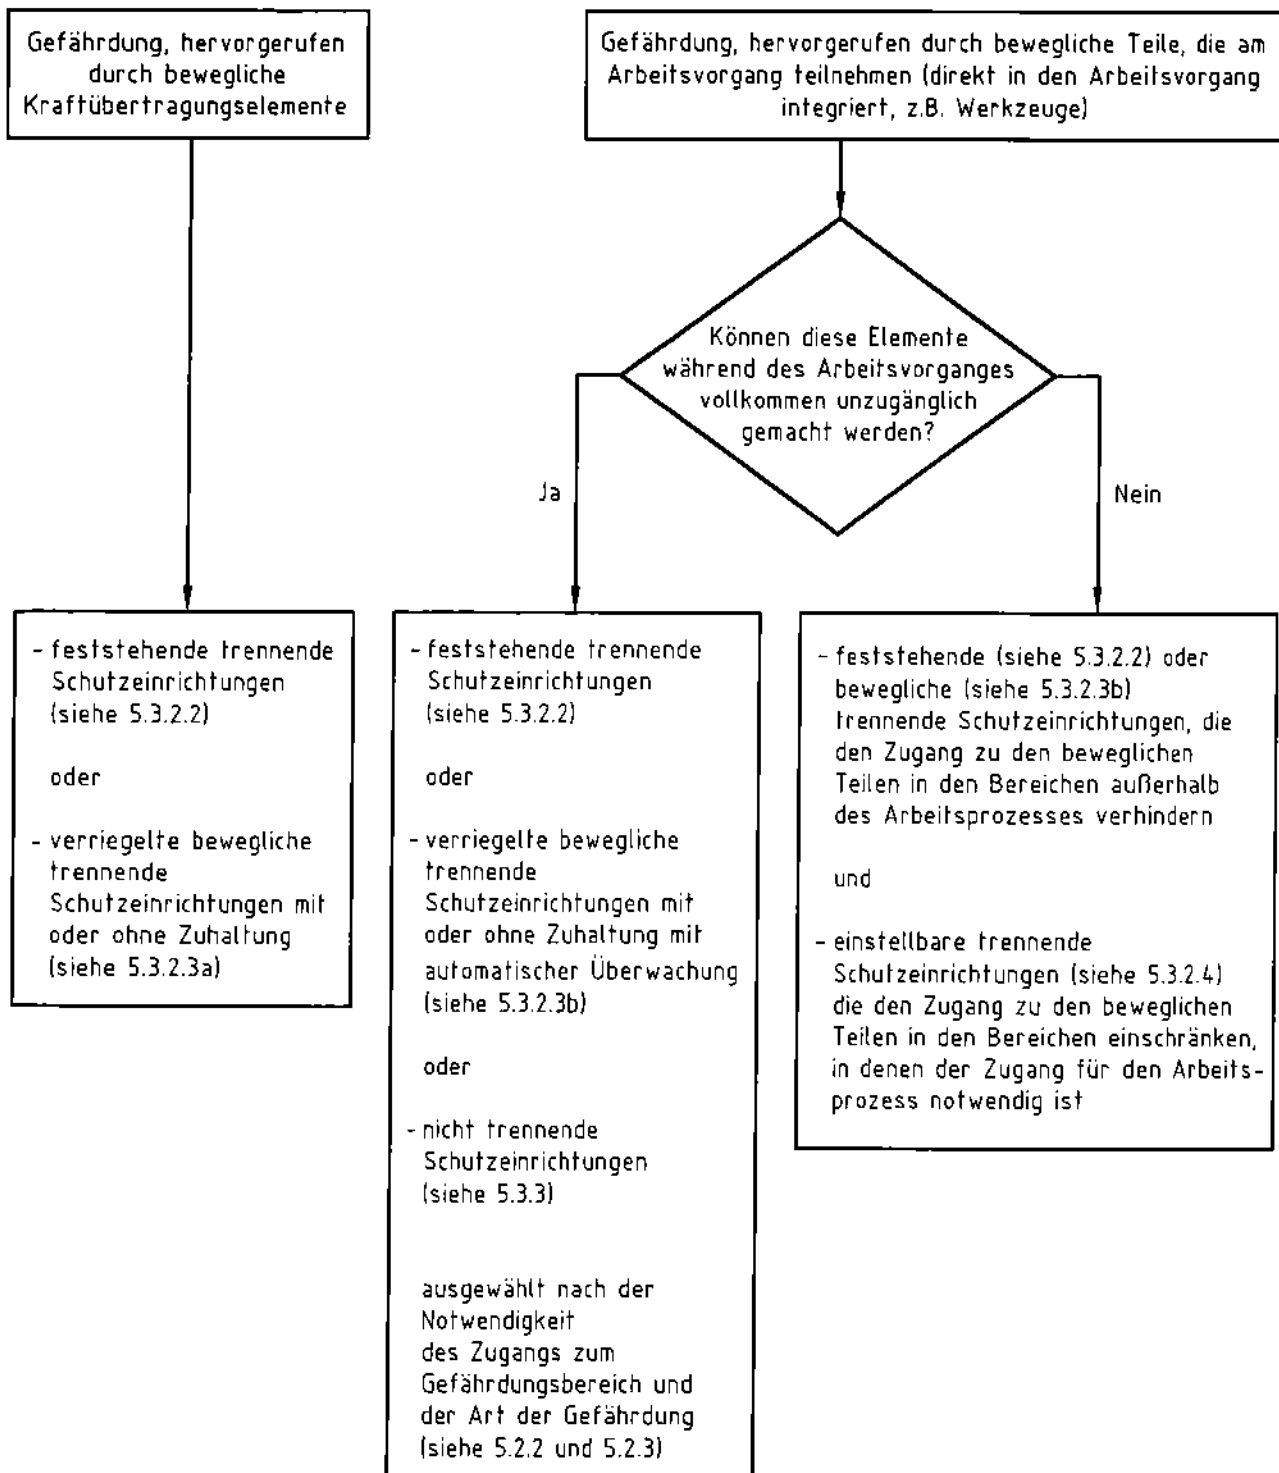 Gefährdung, hervorgerufen
durch bewegliche
Kraftübertragungselemente
Gefährdung, hervorgerufen durch bewegliche Teile, die am
Arbeitsvorgang teilnehmen (direkt in den Arbeitsvorgang
integriert, z.B. Werkzeuge)
Können diese Elemente
während des Arbeitsvorganges
vollkommen unzugänglich
gemacht werden?
Ja
Nein
- feststehende trennende
Schutzeinrichtungen
(siehe 5.3.2.2)
oder
- verriegelte bewegliche
trennende
Schutzeinrichtungen mit
oder ohne Zuhaltung
(siehe 5.3.2.3a)
- feststehende trennende
Schutzeinrichtungen
(siehe 5.3.2.2)
oder
- verriegelte bewegliche
trennende
Schutzeinrichtungen mit
oder ohne Zuhaltung mit
automatischer Überwachung
(siehe 5.3.2.3b)
oder
- nicht trennende
Schutzeinrichtungen
(siehe 5.3.3)
ausgewählt nach der
Notwendigkeit
des Zugangs zum
Gefährdungsbereich und
der Art der Gefährdung
(siehe 5.2.2 und 5.2.3)
- feststehende (siehe 5.3.2.2) oder
bewegliche (siehe 5.3.2.3b)
trennende Schutzeinrichtungen, die
den Zugang zu den beweglichen
Teilen in den Bereichen außerhalb
des Arbeitsprozesses verhindern
und
- einstellbare trennende
Schutzeinrichtungen (siehe 5.3.2.4)
die den Zugang zu den beweglichen
Teilen in den Bereichen einschränken,
in denen der Zugang für den Arbeits-
prozess notwendig ist